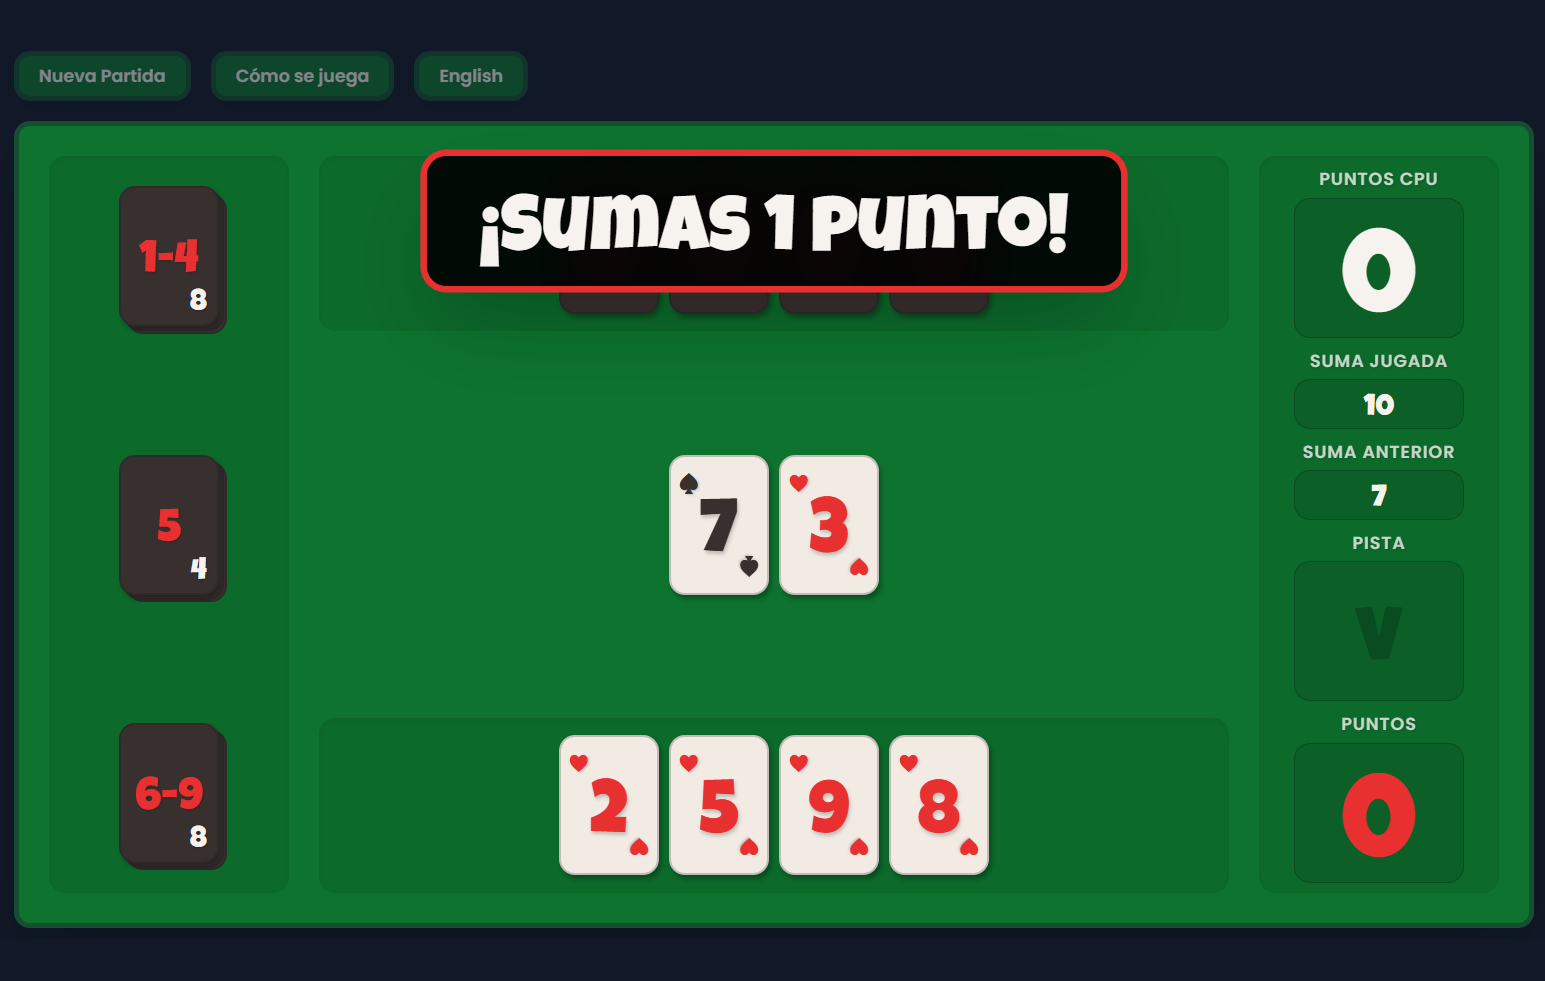 Nueva Partida
Cómo se juega
English
¡SUMAS 1 PUNTO!
1-4
8
5
4
6-9
8
7
3
2
5
9
8
PUNTOS CPU
0
SUMA JUGADA
10
SUMA ANTERIOR
7
PISTA
V
PUNTOS
0